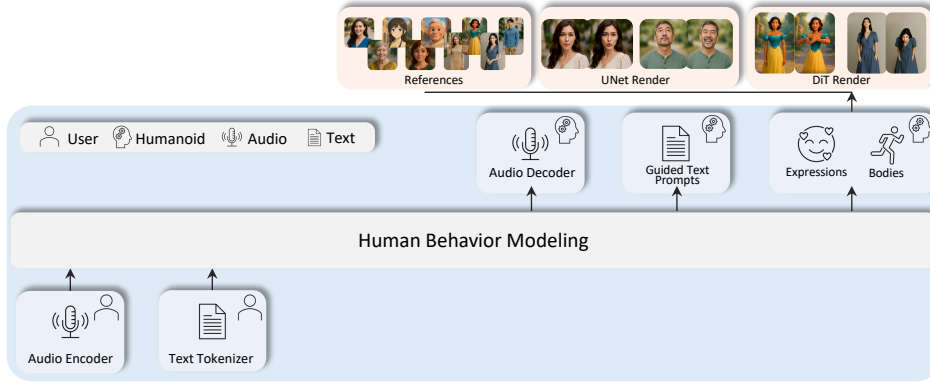 References
UNet Render
DiT Render
User
Humanoid
Audio
Text
Audio Decoder
Guided Text
Prompts
Expressions
Bodies
Human Behavior Modeling
Audio Encoder
Text Tokenizer